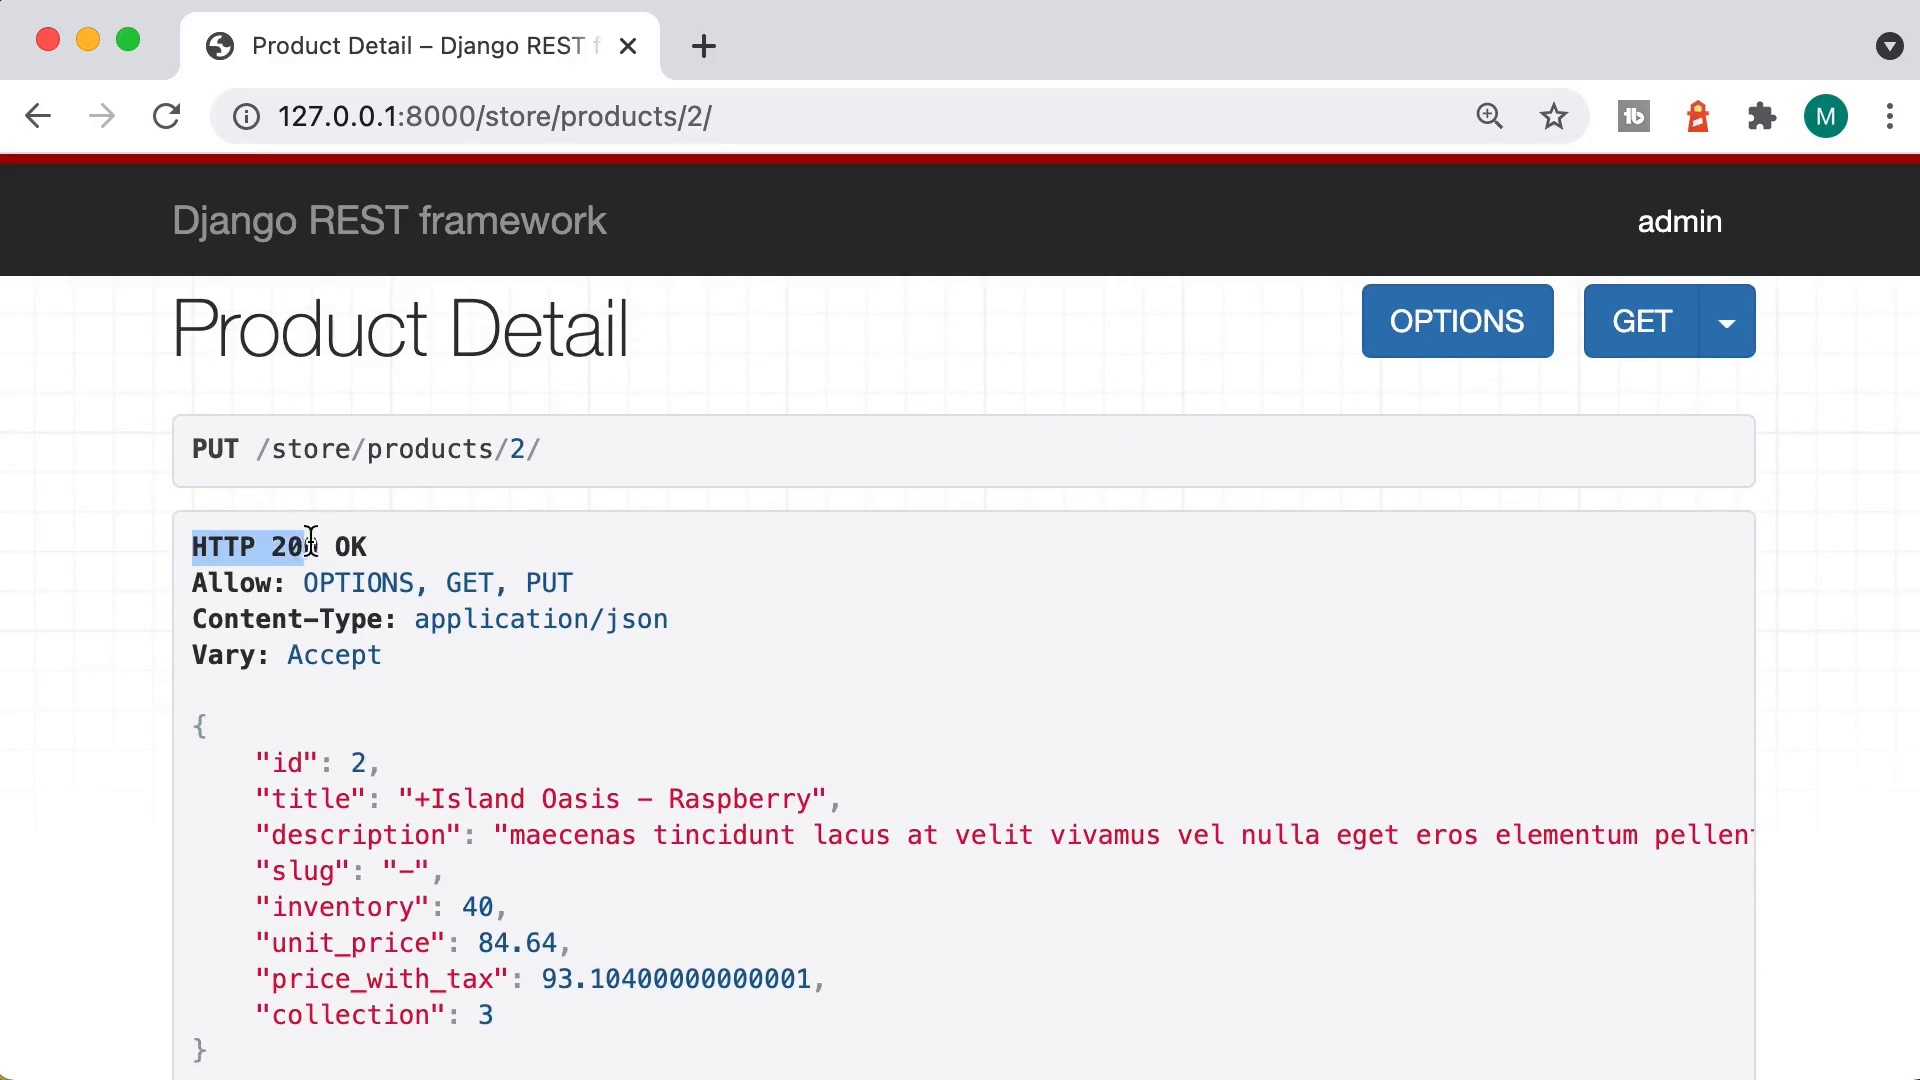 Product Detail – Django REST f
127.0.0.1:8000/store/products/2/
M
Django REST framework
admin
Product Detail
OPTIONS
GET
PUT /store/products/2/
HTTP 200 OK
Allow: OPTIONS, GET, PUT
Content-Type: application/json
Vary: Accept
{
"id": 2,
"title": "+Island Oasis - Raspberry",
"description": "maecenas tincidunt lacus at velit vivamus vel nulla eget eros elementum pellen
"slug": "-",
"inventory": 40,
"unit_price": 84.64,
"price_with_tax": 93.10400000000001,
"collection": 3
}